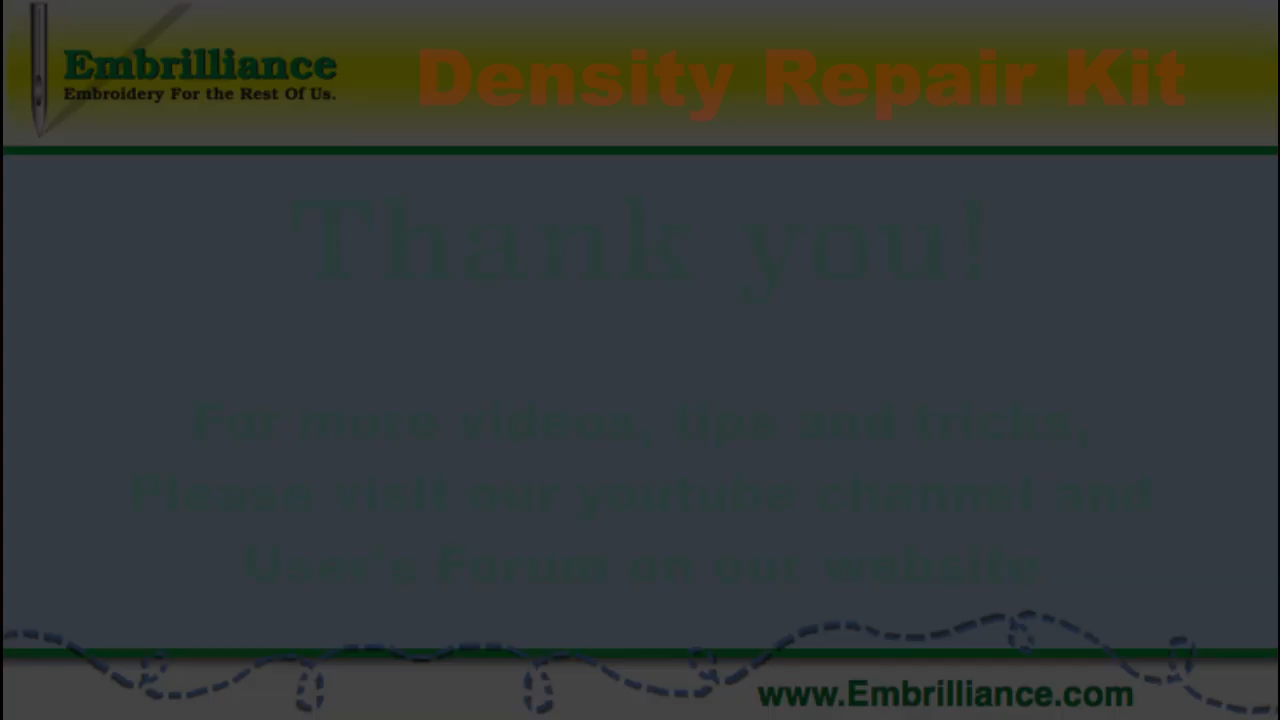 Embrilliance
Embroidery For the Rest Of Us.
Density Repair Kit
Thank you!
For more videos, tips and tricks,
Please visit our youtube channel and
User's Forum on our website
www.Embrilliance.com